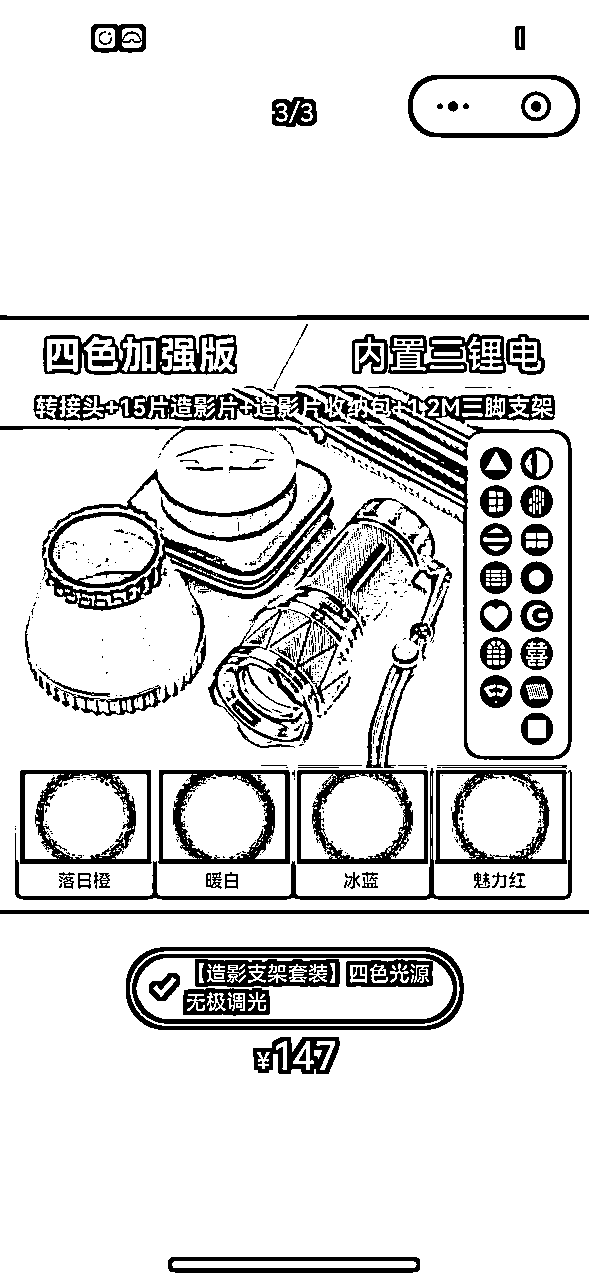 3/3
四色加强版
内置三锂电
转接头+15片造影片+造影片收纳包+1.2M三脚支架
落日橙
暖白
冰蓝
魅力红
【造影支架套装】四色光源
无极调光
¥147